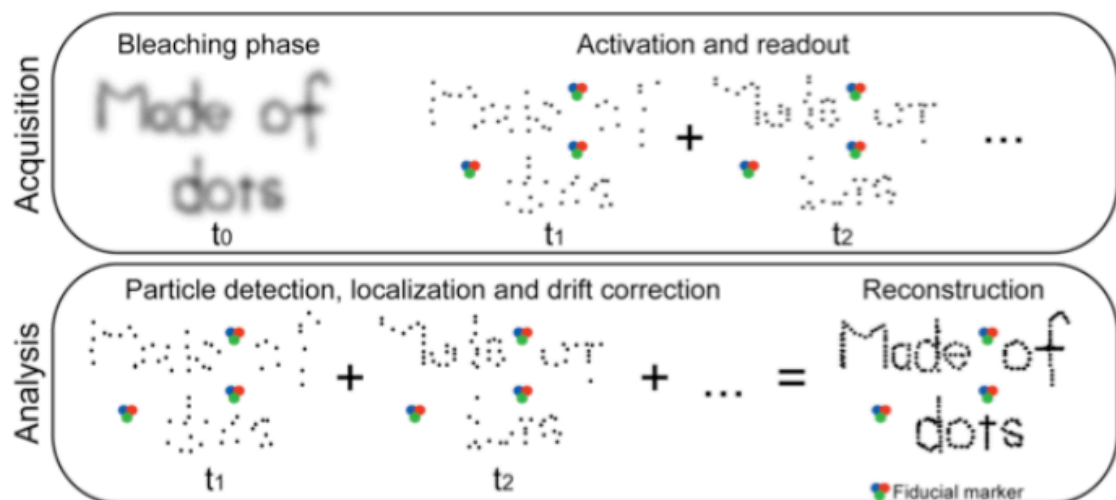 Acquisition
Bleaching phase
Activation and readout
Made of
dots
+
...
t0
t1
t2
Analysis
Particle detection, localization and drift correction
Reconstruction
+
+
...
=
Made of
dots
t1
t2
Fiducial marker